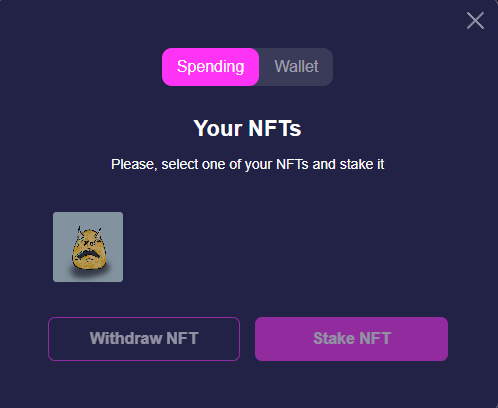 Spending Wallet
Your NFTs
Please, select one of your NFTs and stake it
Withdraw NFT Stake NFT